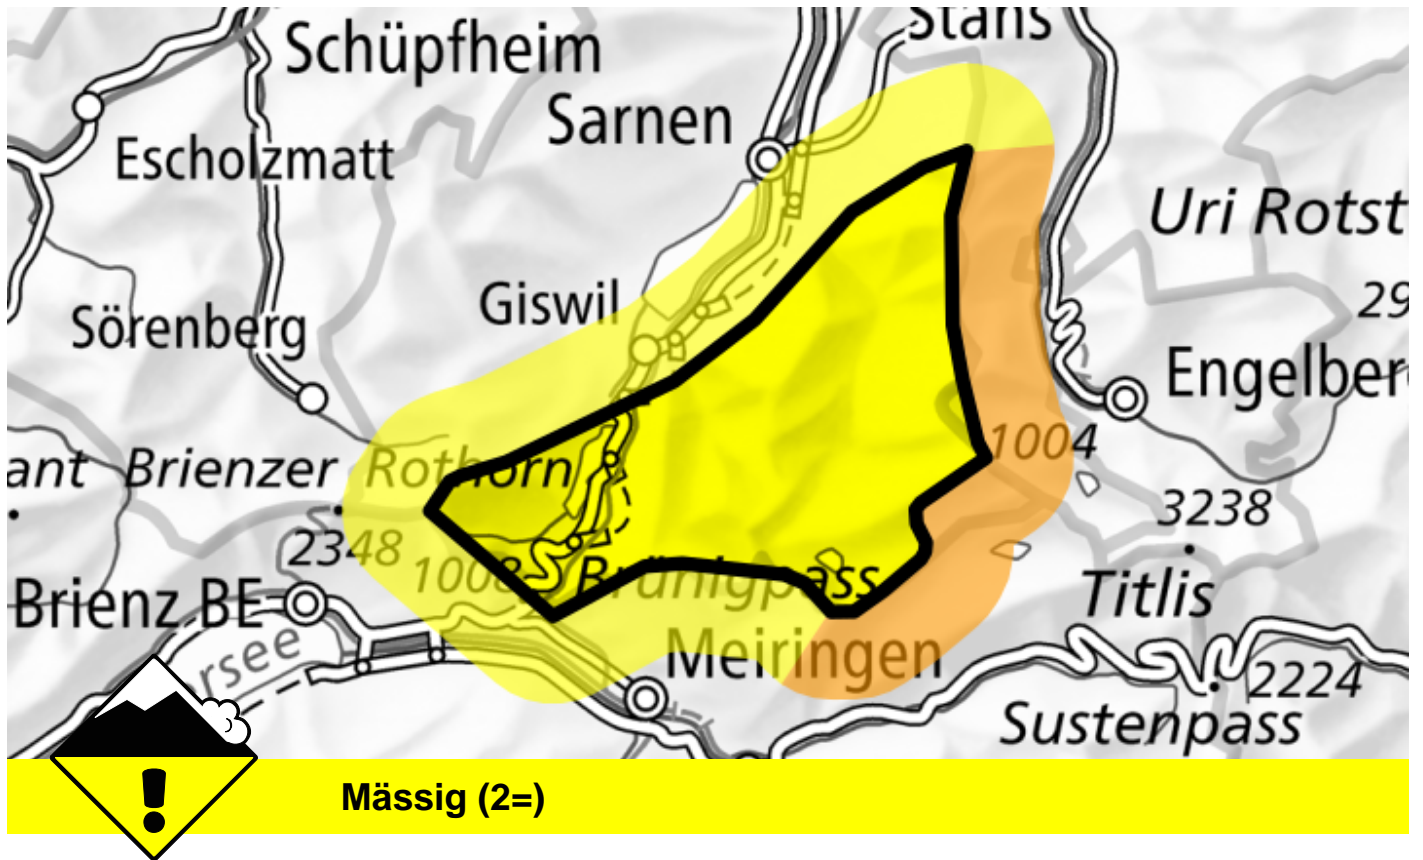 Stans
Schüpfheim
Sarnen
Escholzmatt
Uri Rotst
Giswil
29
Sörenberg
Engelber
ant Brienzer Rothorn
1004
3238
2348
1008
Brünigpass
Brienz BE
Titlis
Meiringen
ersee
2224
Sustenpass
Mässig (2=)